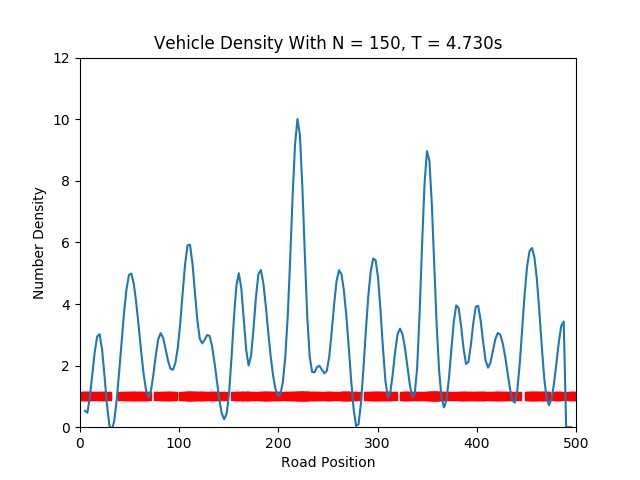 Vehicle Density With N = 150, T = 4.730s
12
10
8
6
4
2
0
Number Density
0 100 200 300 400 500
Road Position